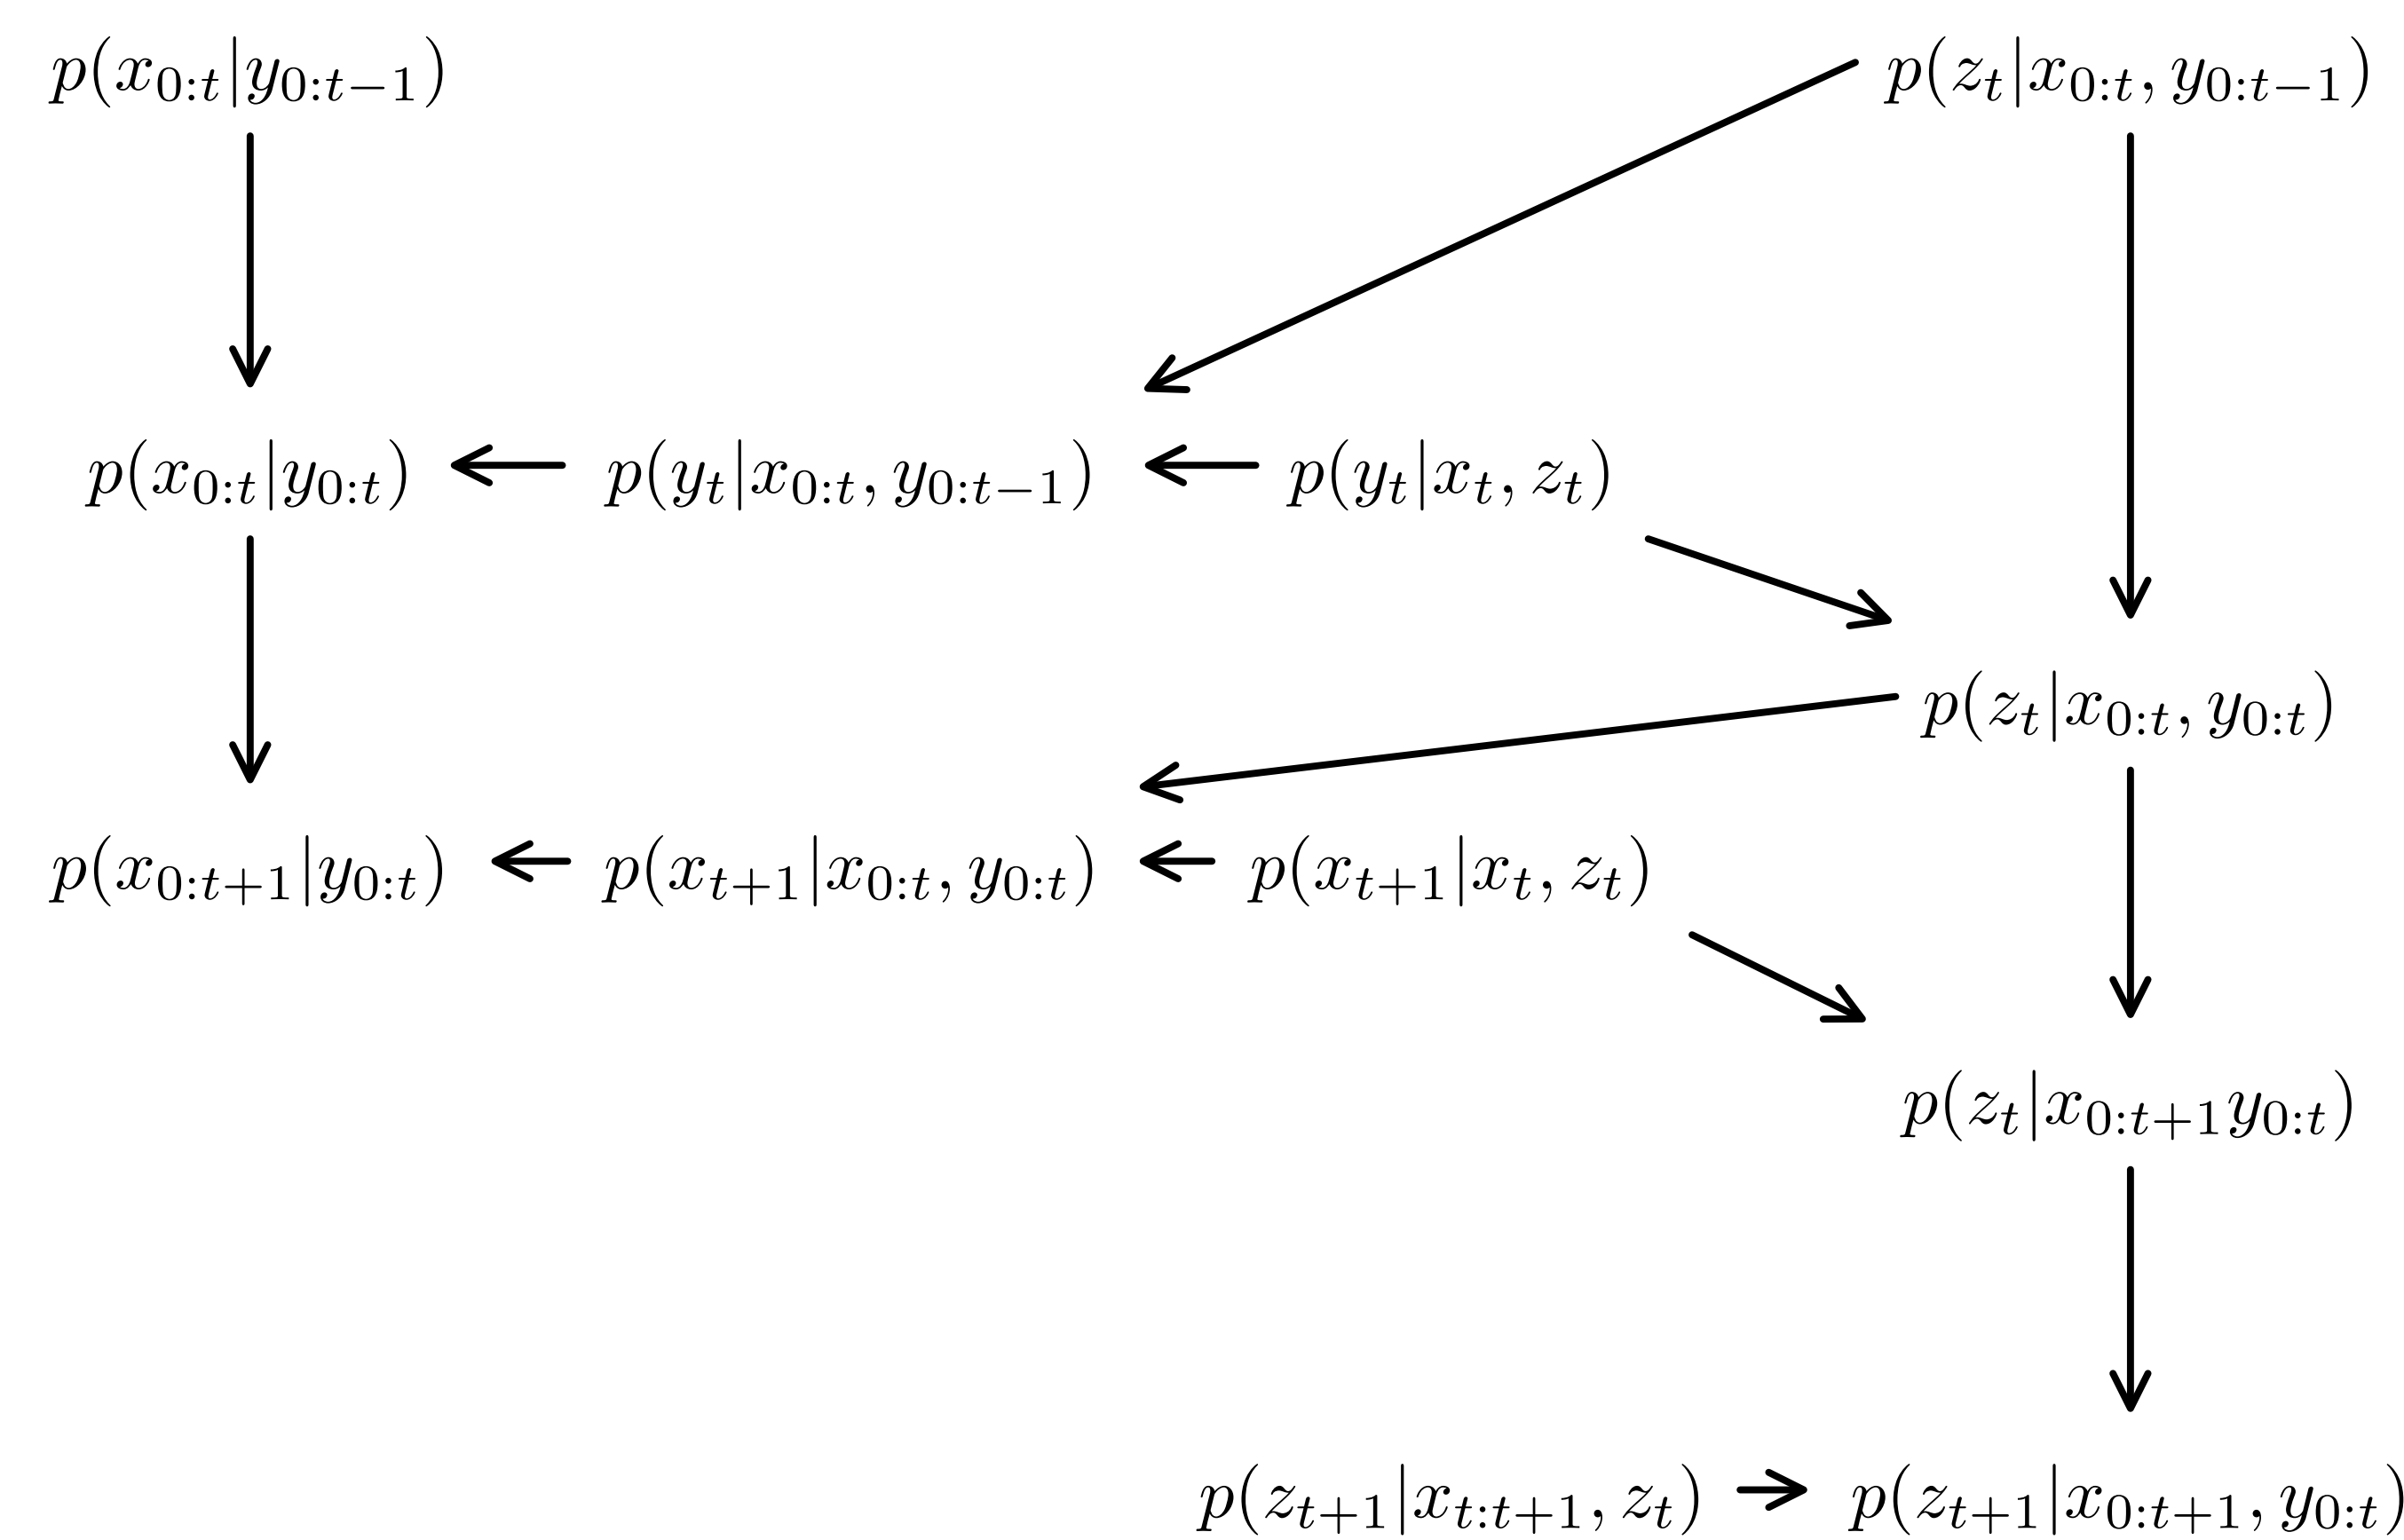 p(x_{0:t}|y_{0:t-1}) p(z_t|x_{0:t}, y_{0:t-1})
p(x_{0:t}|y_{0:t}) p(y_t|x_{0:t}, y_{0:t-1}) p(y_t|x_t, z_t)
p(z_t|x_{0:t}, y_{0:t})
p(x_{0:t+1}|y_{0:t}) p(x_{t+1}|x_{0:t}, y_{0:t}) p(x_{t+1}|x_t, z_t)
p(z_t|x_{0:t+1}y_{0:t})
p(z_{t+1}|x_{t:t+1}, z_t) p(z_{t+1}|x_{0:t+1}, y_{0:t})